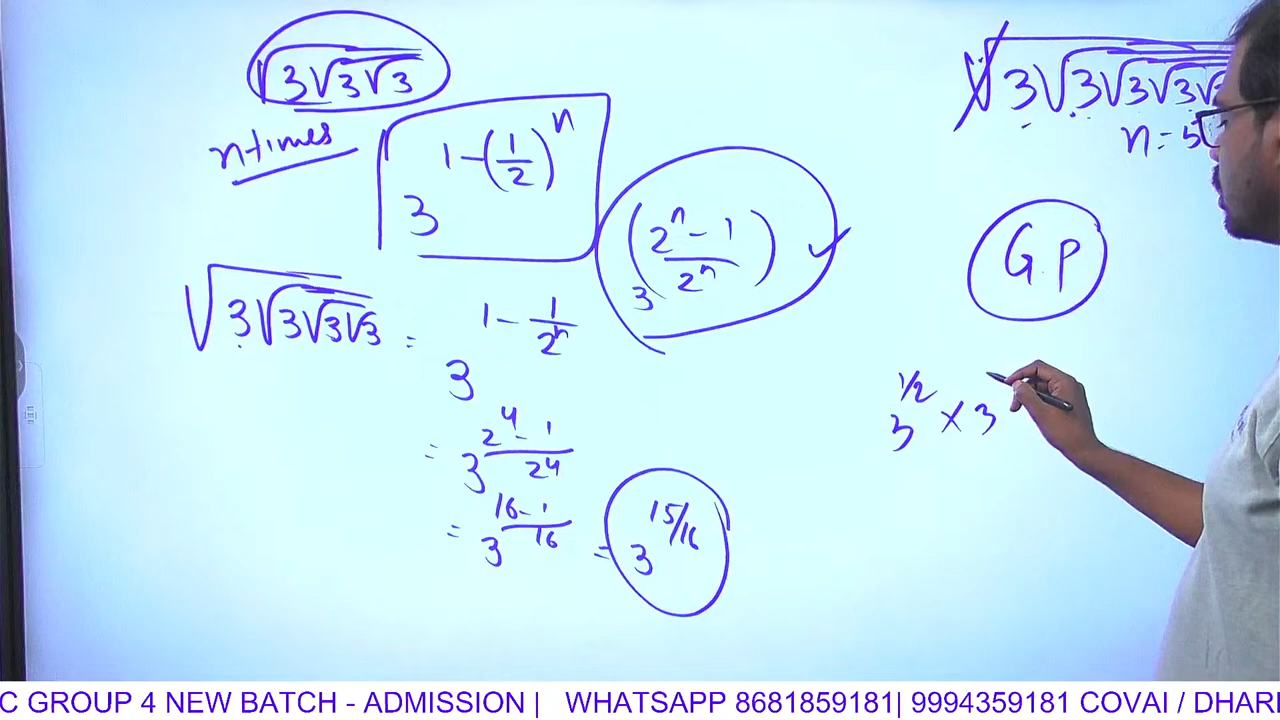 √3√3√3
n times
3^(1-(1/2)^n)
3^((2^n - 1)/2^n)
√3√3√3√3 = 3^(1 - 1/2^n)
= 3^((2^4 - 1)/2^4)
= 3^((16-1)/16) = 3^(15/16)
√3√3√3√3√3
n = 5
G.P
3^(1/2) × 3
C GROUP 4 NEW BATCH - ADMISSION | WHATSAPP 8681859181| 9994359181 COVAI / DHARI